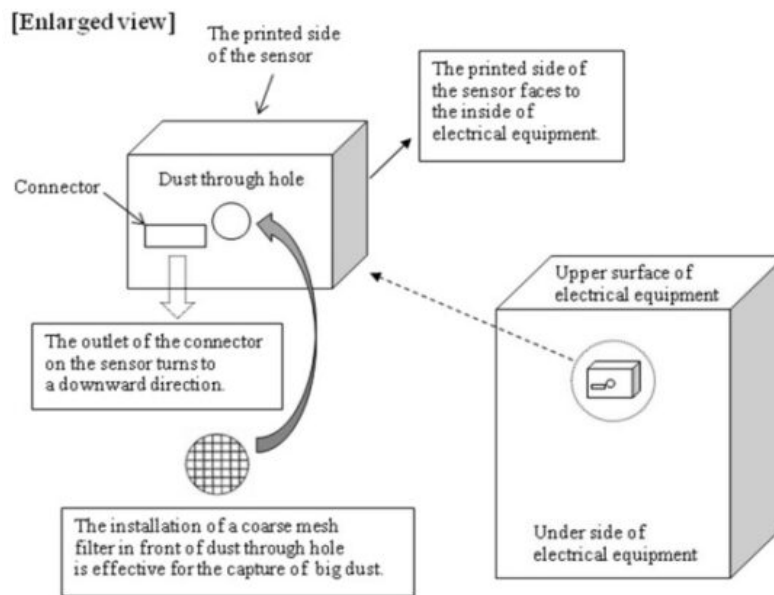 [Enlarged view]
The printed side
of the sensor
The printed side of
the sensor faces to
the inside of
electrical equipment.
Dust through hole
Connector
Upper surface of
electrical equipment
The outlet of the connector
on the sensor turns to
a downward direction.
The installation of a coarse mesh
filter in front of dust through hole
is effective for the capture of big dust.
Under side of
electrical equipment